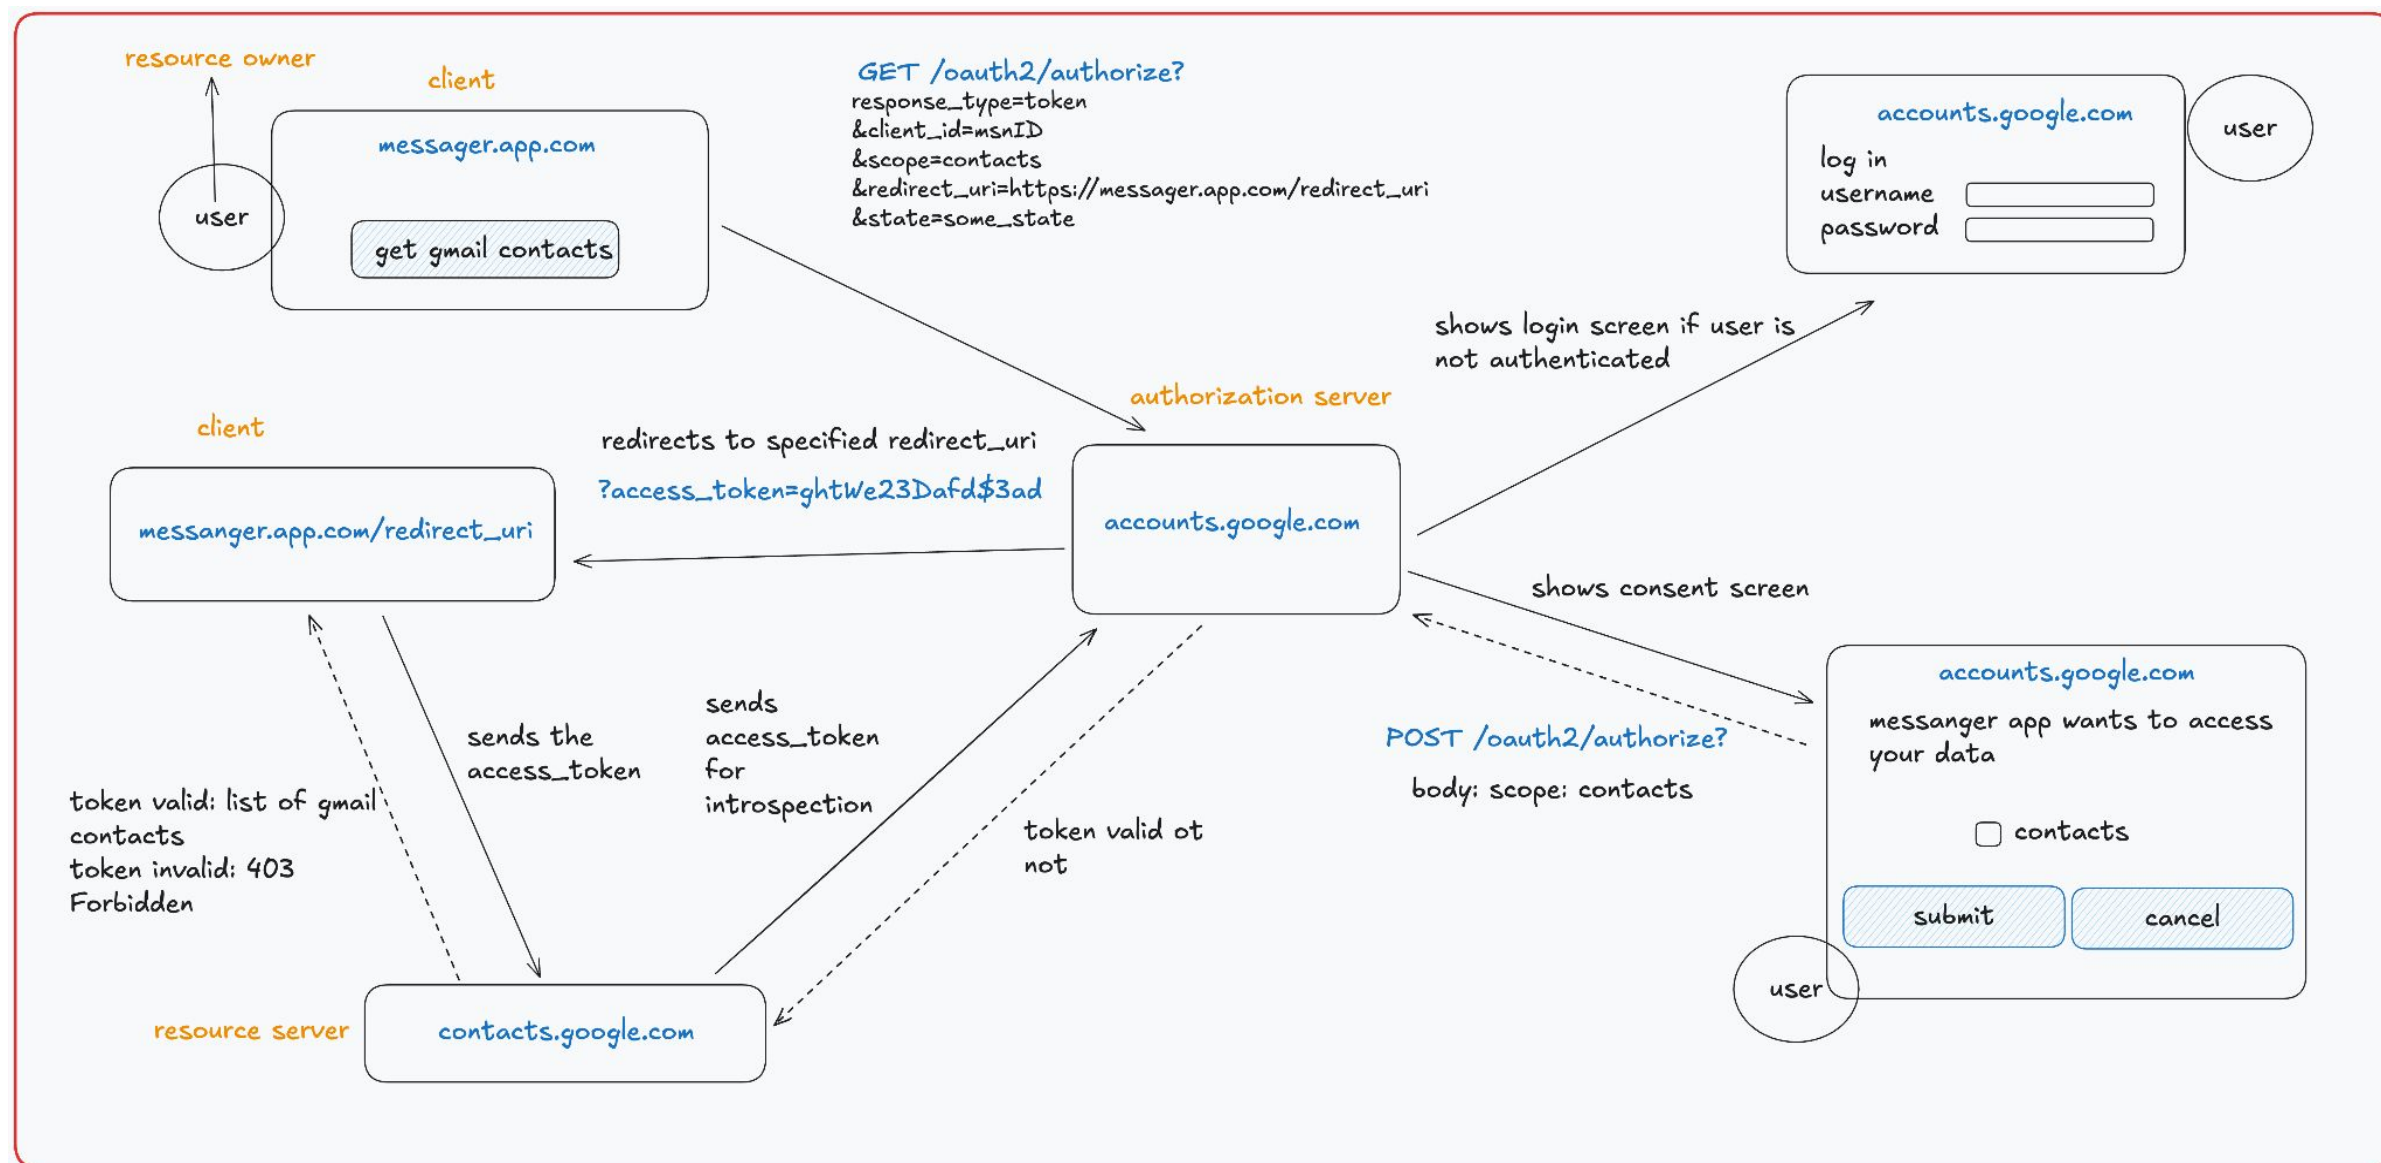 resource owner
client
messager.app.com
user
get gmail contacts
GET /oauth2/authorize?
response_type=token
&client_id=msnID
&scope=contacts
&redirect_uri=https://messager.app.com/redirect_uri
&state=some_state
accounts.google.com
user
log in
username
password
shows login screen if user is
not authenticated
authorization server
accounts.google.com
client
redirects to specified redirect_uri
?access_token=ghtWe23Dafd$3ad
messanger.app.com/redirect_uri
shows consent screen
accounts.google.com
messanger app wants to access
your data
contacts
submit
cancel
user
POST /oauth2/authorize?
body: scope: contacts
sends the
access_token
sends
access_token
for
introspection
token valid ot
not
token valid: list of gmail
contacts
token invalid: 403
Forbidden
resource server
contacts.google.com